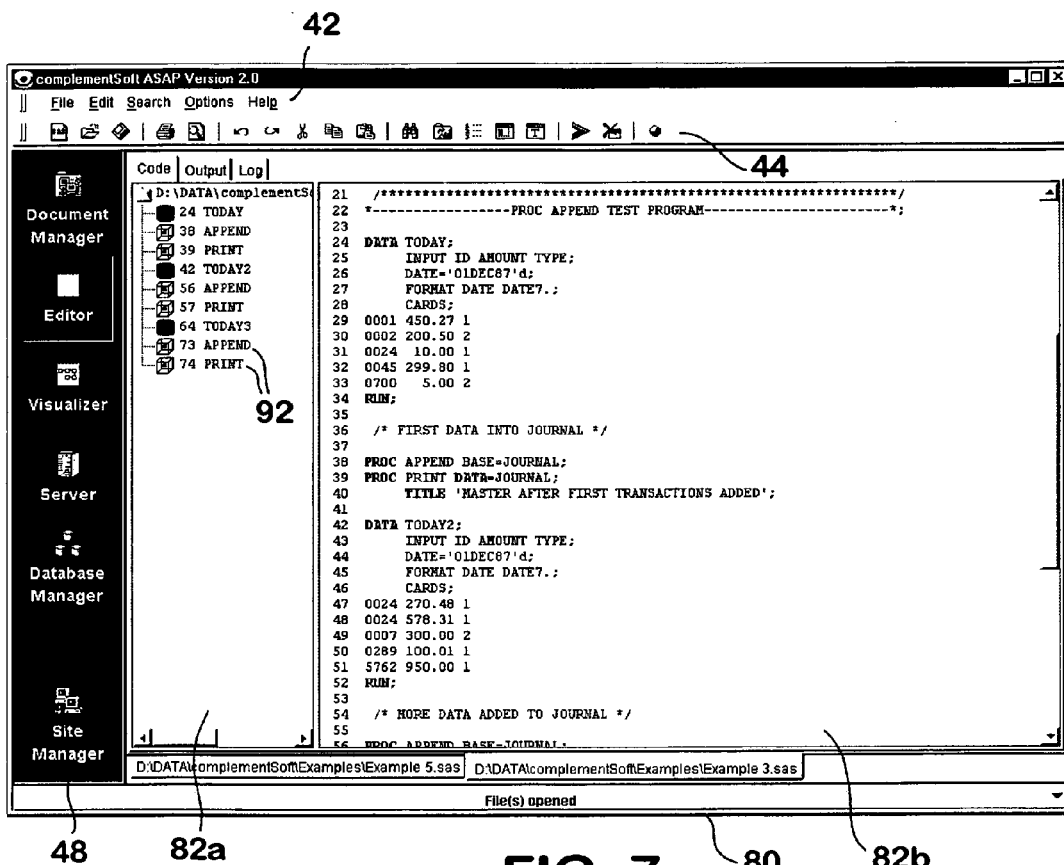 42
complementSoft ASAP Version 2.0
File Edit Search Options Help
44
Document Manager
Editor
Visualizer
Server
Database Manager
Site Manager
Code Output Log
D:\DATA\complementS
24 TODAY
38 APPEND
39 PRINT
42 TODAY2
56 APPEND
57 PRINT
64 TODAY3
73 APPEND
74 PRINT
92
21 /*****************************************************************/
22 *------------------PROC APPEND TEST PROGRAM-----------------------*;
23
24 DATA TODAY;
25 INPUT ID AMOUNT TYPE;
26 DATE='01DEC87'd;
27 FORMAT DATE DATE7.;
28 CARDS;
29 0001 450.27 1
30 0002 200.50 2
31 0024 10.00 1
32 0045 299.80 1
33 0700 5.00 2
34 RUN;
35
36 /* FIRST DATA INTO JOURNAL */
37
38 PROC APPEND BASE=JOURNAL;
39 PROC PRINT DATA=JOURNAL;
40 TITLE 'MASTER AFTER FIRST TRANSACTIONS ADDED';
41
42 DATA TODAY2;
43 INPUT ID AMOUNT TYPE;
44 DATE='01DEC87'd;
45 FORMAT DATE DATE7.;
46 CARDS;
47 0024 270.48 1
48 0024 578.31 1
49 0007 300.00 2
50 0289 100.01 1
51 5762 950.00 1
52 RUN;
53
54 /* MORE DATA ADDED TO JOURNAL */
55
56 PROC APPEND BASE=JOURNAL;
D:\DATA\complementSoft\Examples\Example 5.sas D:\DATA\complementSoft\Examples\Example 3.sas
File(s) opened
48 82a FIG. 7 80 82b